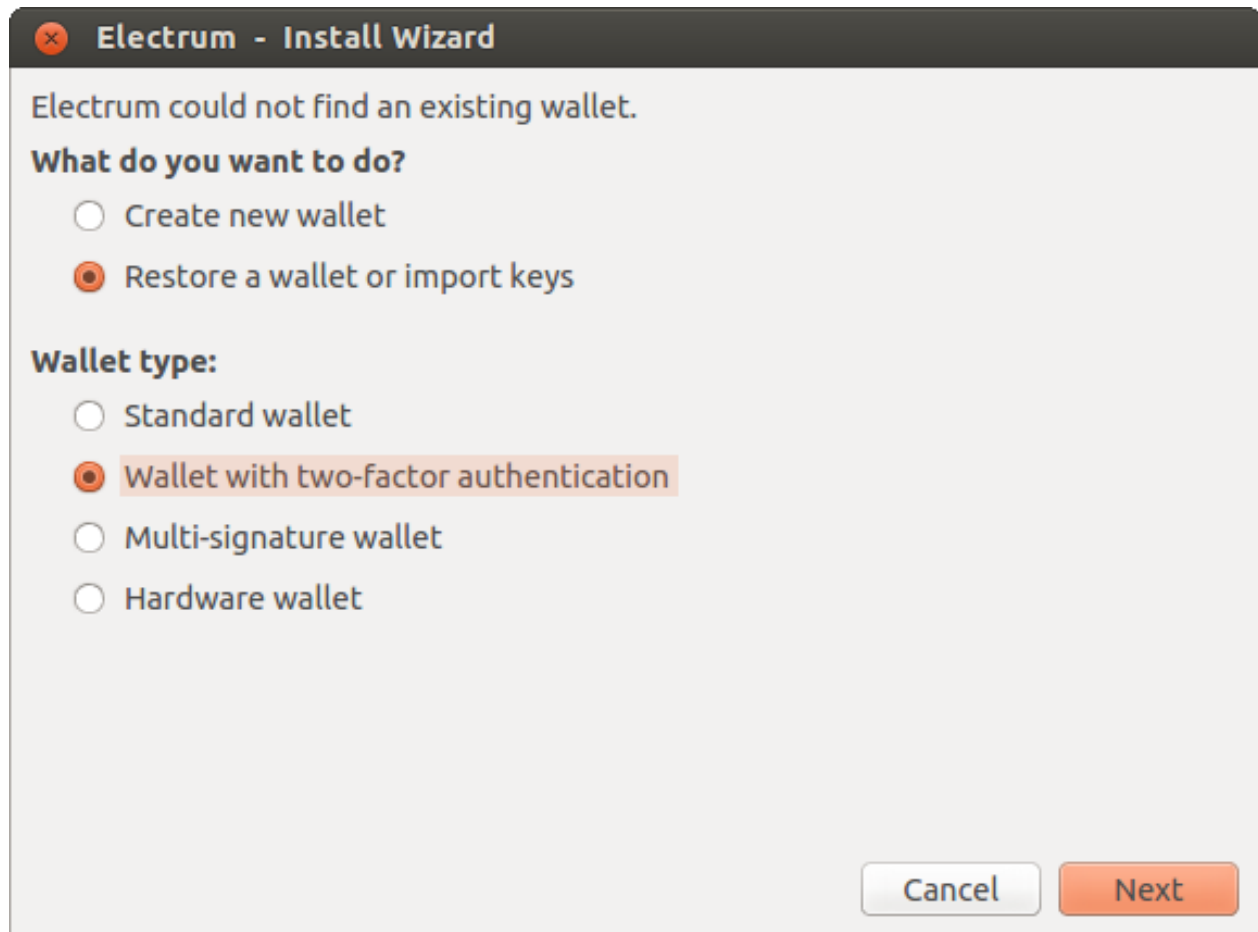 Electrum - Install Wizard
Electrum could not find an existing wallet.
What do you want to do?
Create new wallet
Restore a wallet or import keys
Wallet type:
Standard wallet
Wallet with two-factor authentication
Multi-signature wallet
Hardware wallet
Cancel Next